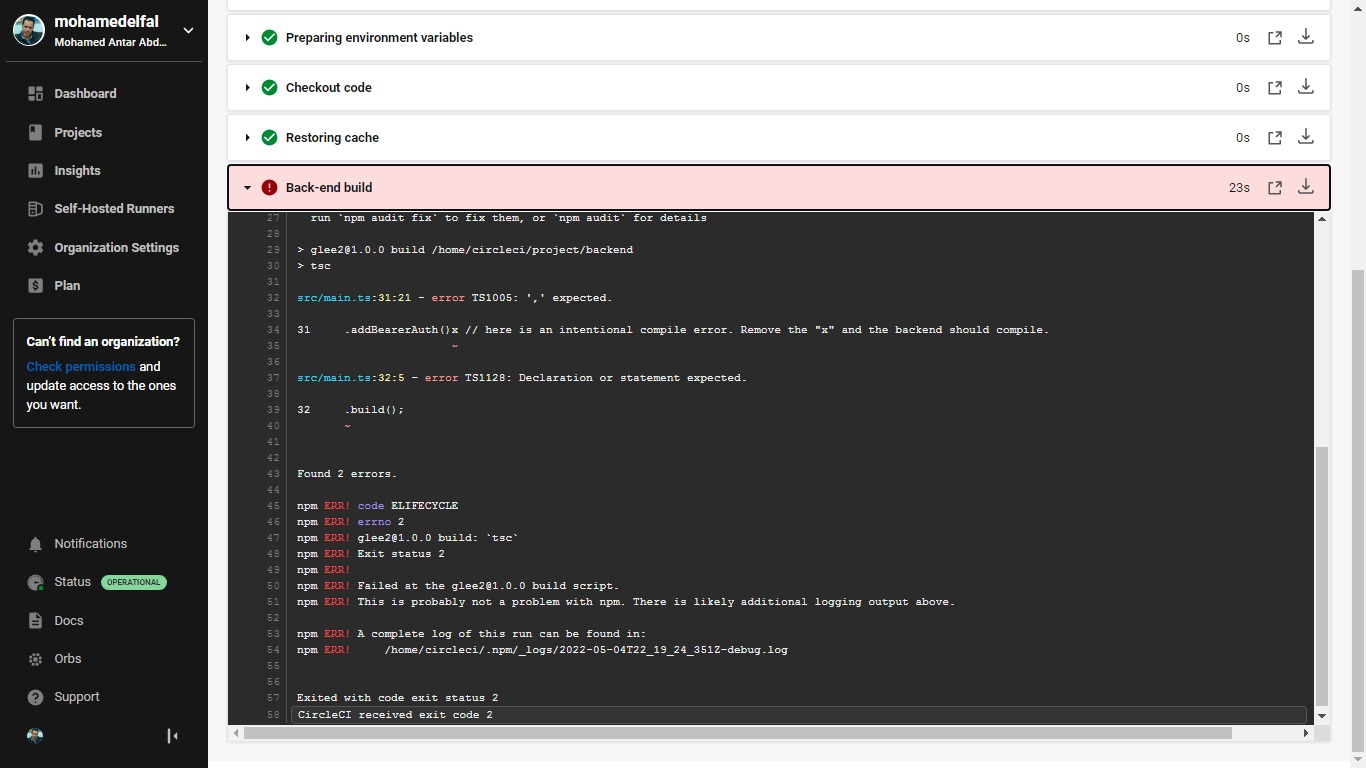 mohamedelfal
Mohamed Antar Abd...
Dashboard
Projects
Insights
Self-Hosted Runners
Organization Settings
Plan
Can't find an organization?
Check permissions and
update access to the ones
you want.
Notifications
Status OPERATIONAL
Docs
Orbs
Support
Preparing environment variables 0s
Checkout code 0s
Restoring cache 0s
Back-end build 23s
27 run `npm audit fix` to fix them, or `npm audit` for details
28
29 > glee2@1.0.0 build /home/circleci/project/backend
30 > tsc
31
32 src/main.ts:31:21 - error TS1005: ',' expected.
33
34 31     .addBearerAuth()x // here is an intentional compile error. Remove the "x" and the backend should compile.
35 ~
36
37 src/main.ts:32:5 - error TS1128: Declaration or statement expected.
38
39 32     .build();
40 ~
41
42
43 Found 2 errors.
44
45 npm ERR! code ELIFECYCLE
46 npm ERR! errno 2
47 npm ERR! glee2@1.0.0 build: `tsc`
48 npm ERR! Exit status 2
49 npm ERR!
50 npm ERR! Failed at the glee2@1.0.0 build script.
51 npm ERR! This is probably not a problem with npm. There is likely additional logging output above.
52
53 npm ERR! A complete log of this run can be found in:
54 npm ERR!     /home/circleci/.npm/_logs/2022-05-04T22_19_24_351Z-debug.log
55
56
57 Exited with code exit status 2
58 CircleCI received exit code 2